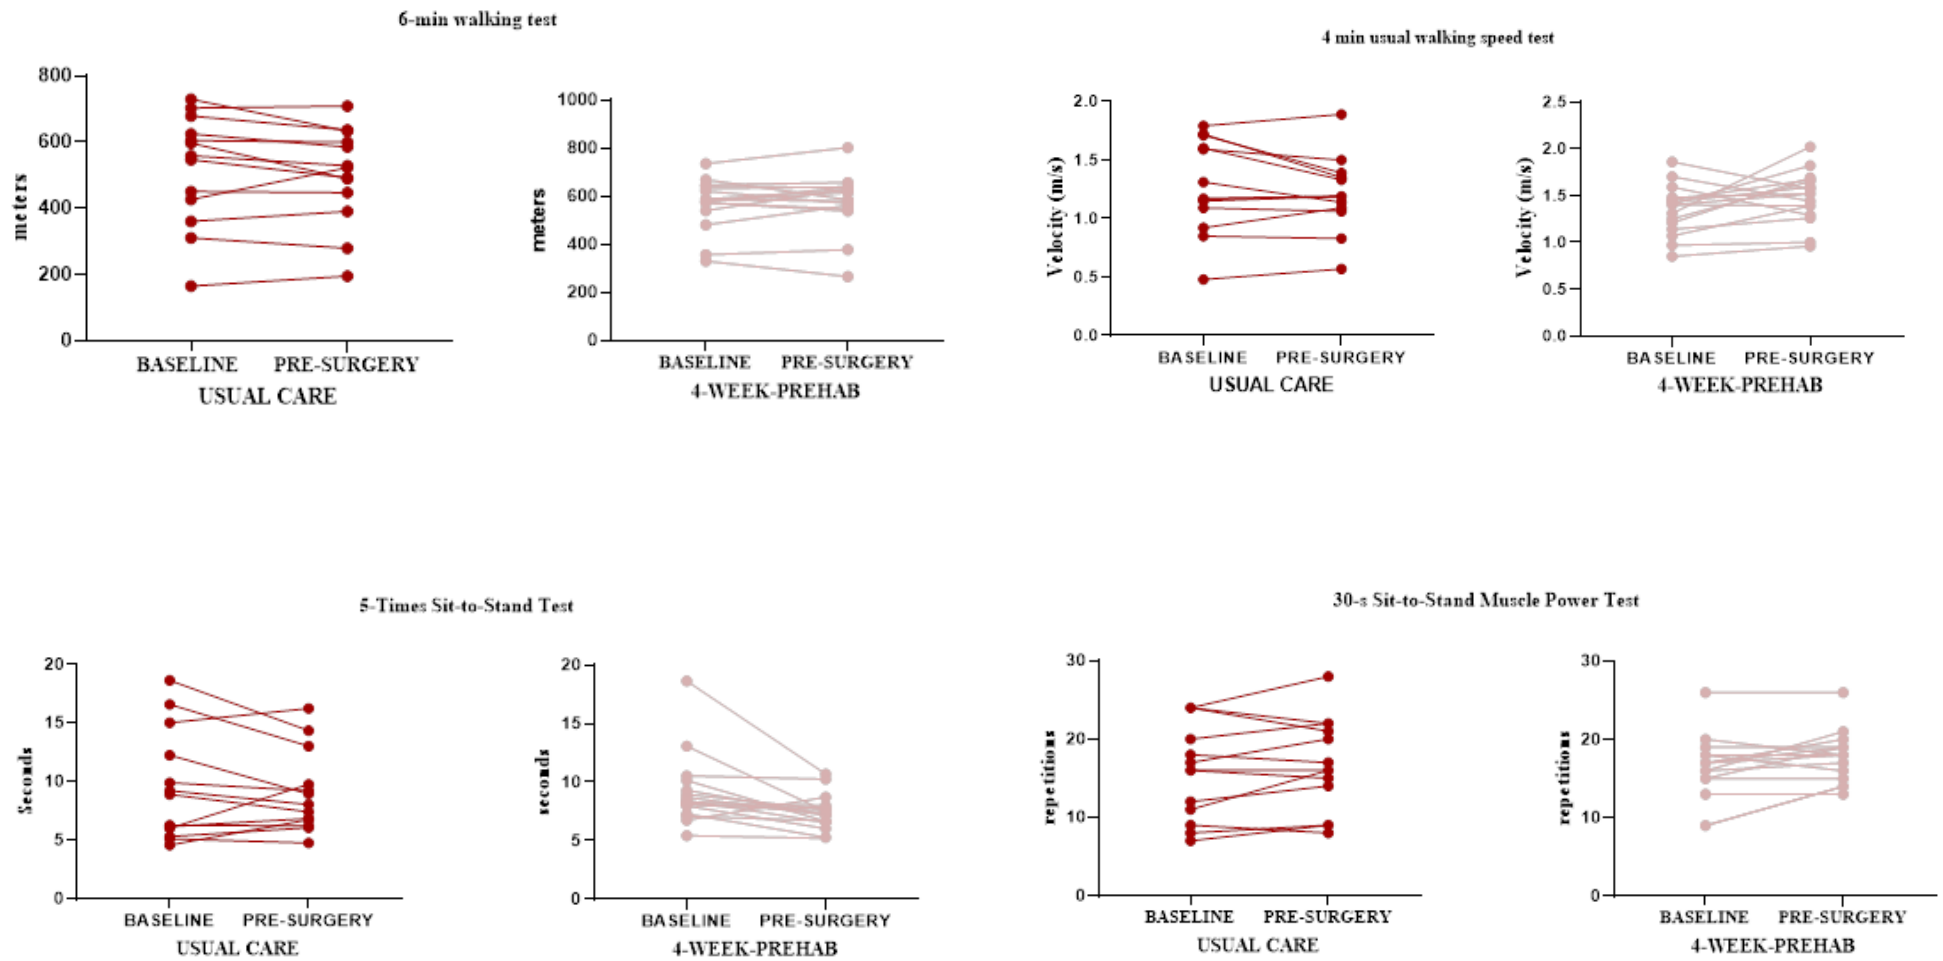 6-min walking test
800
600
400
200
0
meters
BASELINE PRE-SURGERY
USUAL CARE
1000
800
600
400
200
0
meters
BASELINE PRE-SURGERY
4-WEEK-PREHAB
4 min usual walking speed test
2.0
1.5
1.0
0.5
0.0
Velocity (m/s)
BASELINE PRE-SURGERY
USUAL CARE
2.5
2.0
1.5
1.0
0.5
0.0
Velocity (m/s)
BASELINE PRE-SURGERY
4-WEEK-PREHAB
5-Times Sit-to-Stand Test
20
15
10
5
0
Seconds
BASELINE PRE-SURGERY
USUAL CARE
20
15
10
5
0
seconds
BASELINE PRE-SURGERY
4-WEEK-PREHAB
30-s Sit-to-Stand Muscle Power Test
30
20
10
0
repetitions
BASELINE PRE-SURGERY
USUAL CARE
30
20
10
0
repetitions
BASELINE PRE-SURGERY
4-WEEK-PREHAB